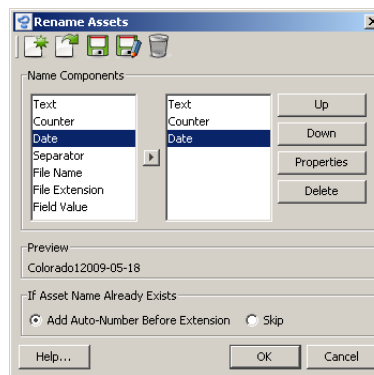 Rename Assets
Name Components
Text
Counter
Date
Separator
File Name
File Extension
Field Value
Text
Counter
Date
Up
Down
Properties
Delete
Preview
Colorado12009-05-18
If Asset Name Already Exists
Add Auto-Number Before Extension
Skip
Help...
OK
Cancel